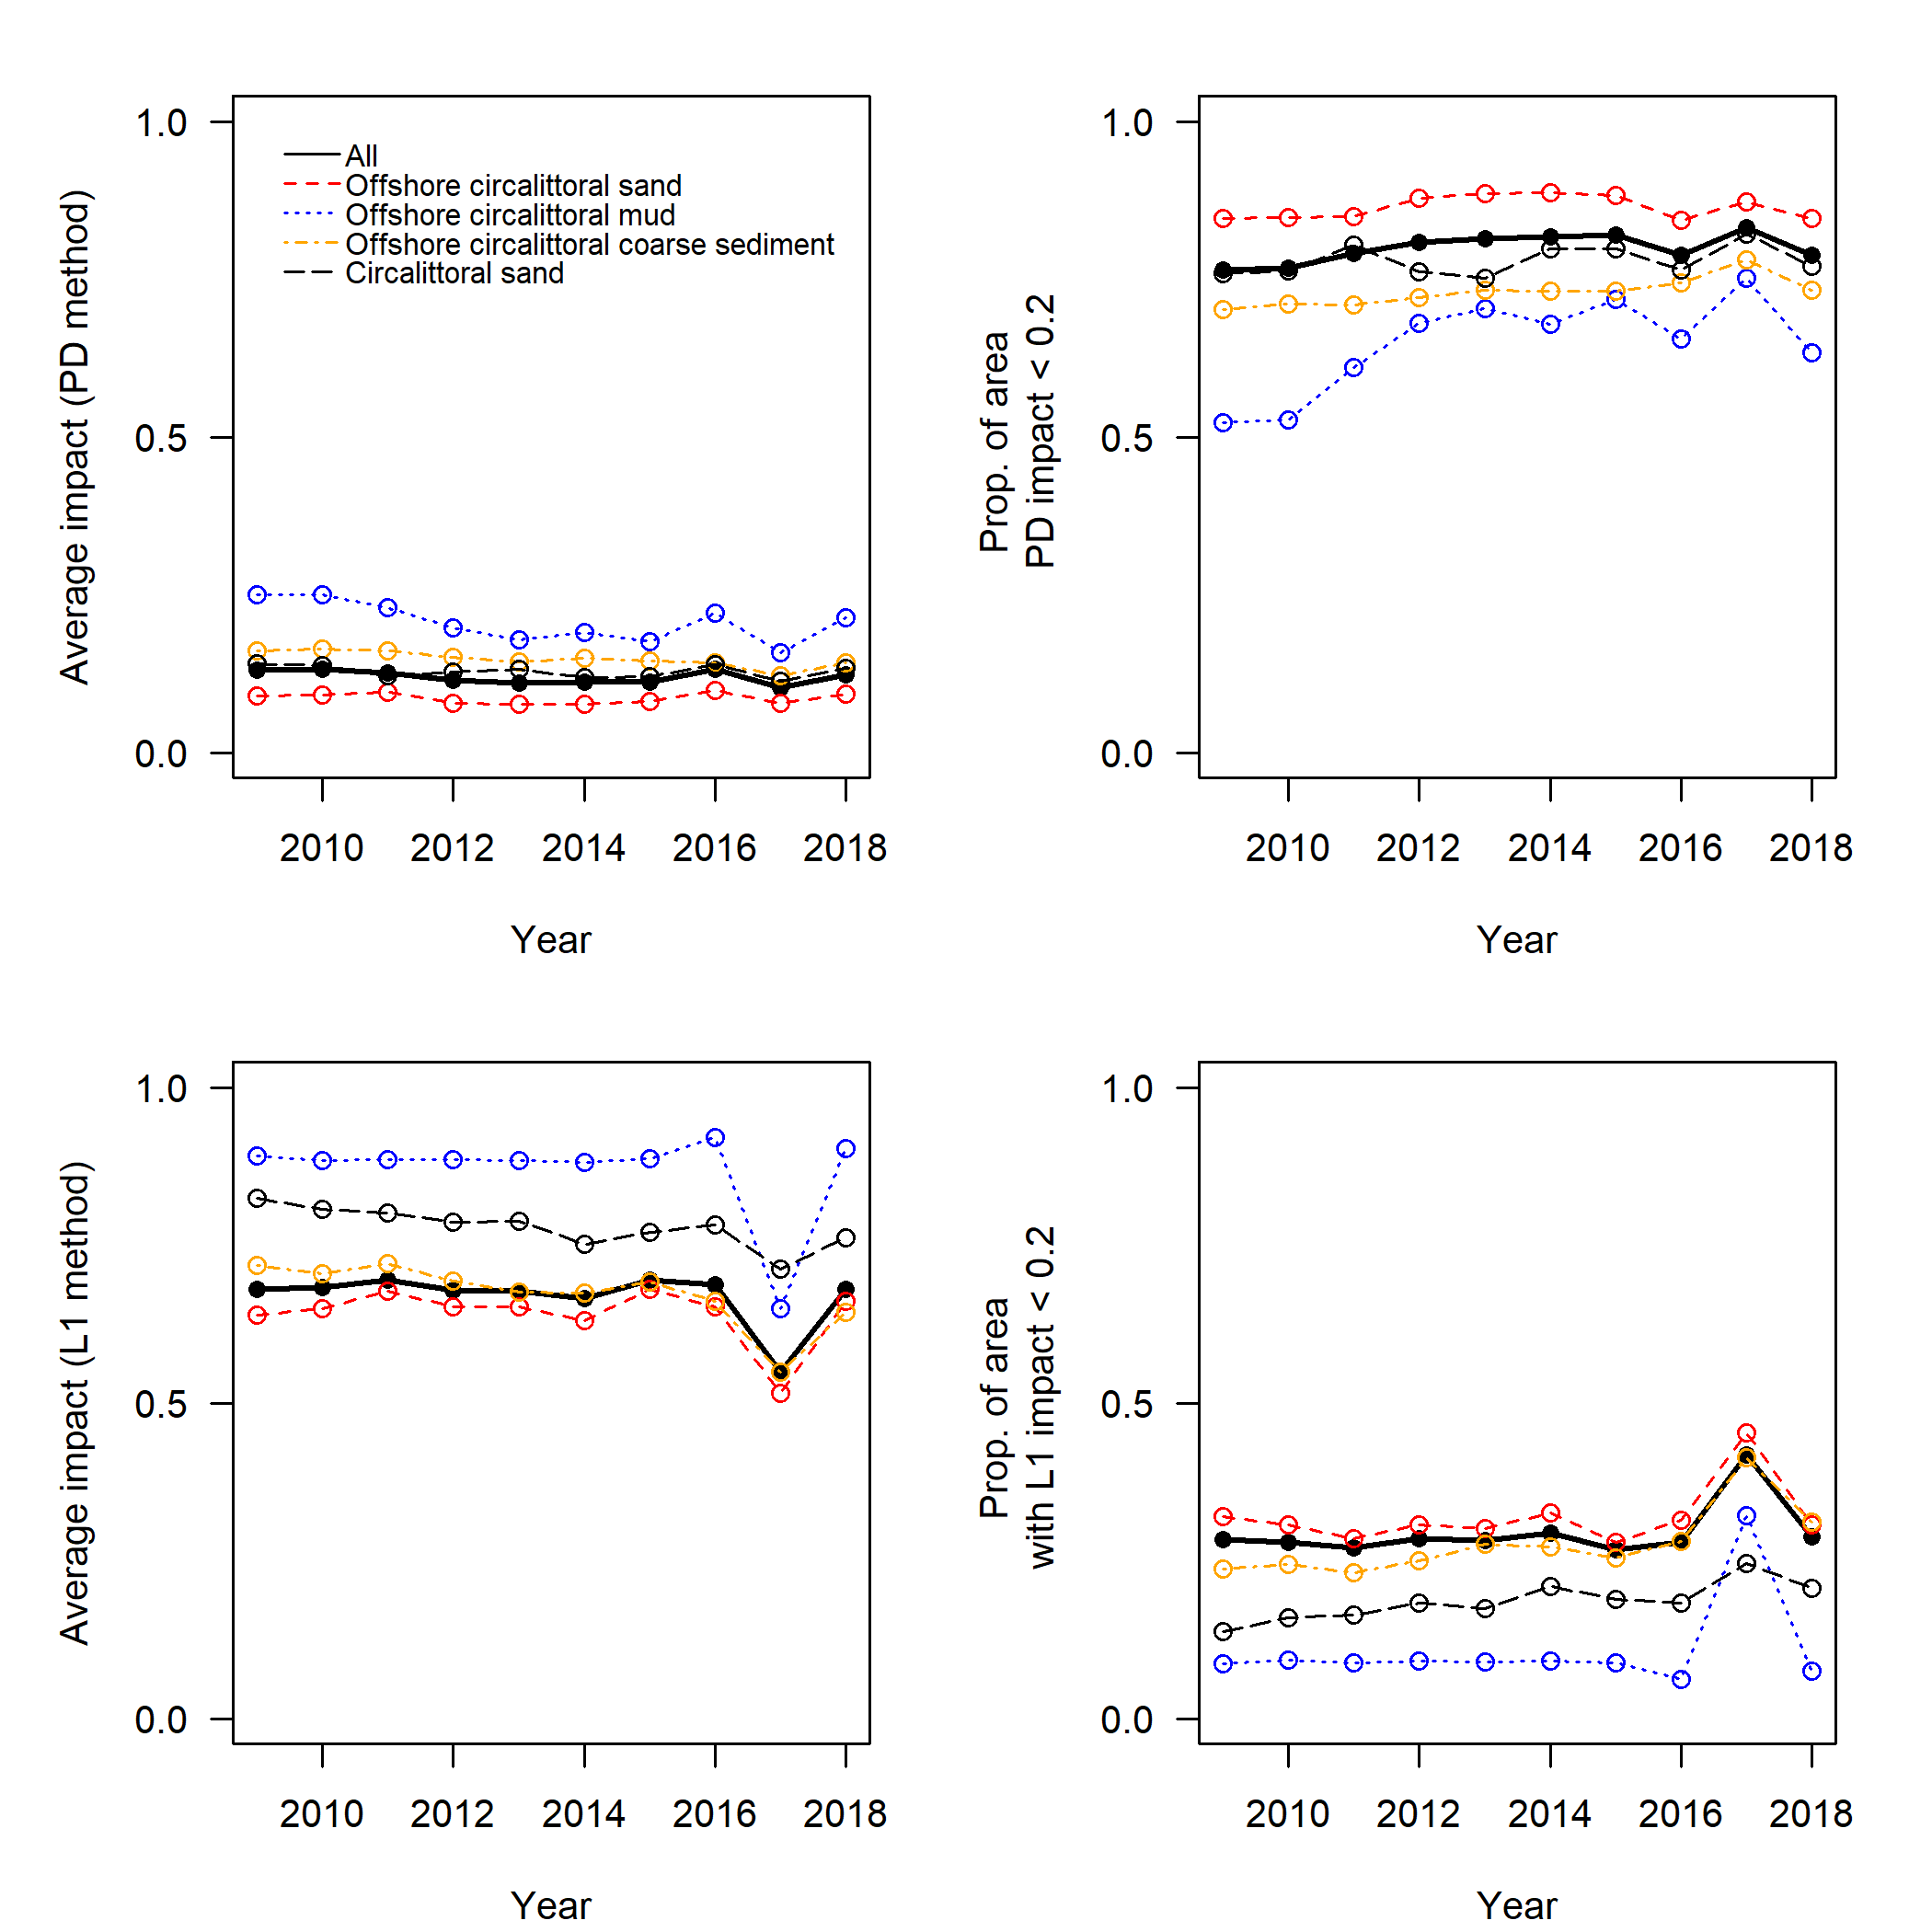 Average impact (PD method)
1.0
0.5
0.0
All
Offshore circalittoral sand
Offshore circalittoral mud
Offshore circalittoral coarse sediment
Circalittoral sand
2010 2012 2014 2016 2018
Year
Prop. of area
PD impact < 0.2
1.0
0.5
0.0
2010 2012 2014 2016 2018
Year
Average impact (L1 method)
1.0
0.5
0.0
2010 2012 2014 2016 2018
Year
Prop. of area
with L1 impact < 0.2
1.0
0.5
0.0
2010 2012 2014 2016 2018
Year